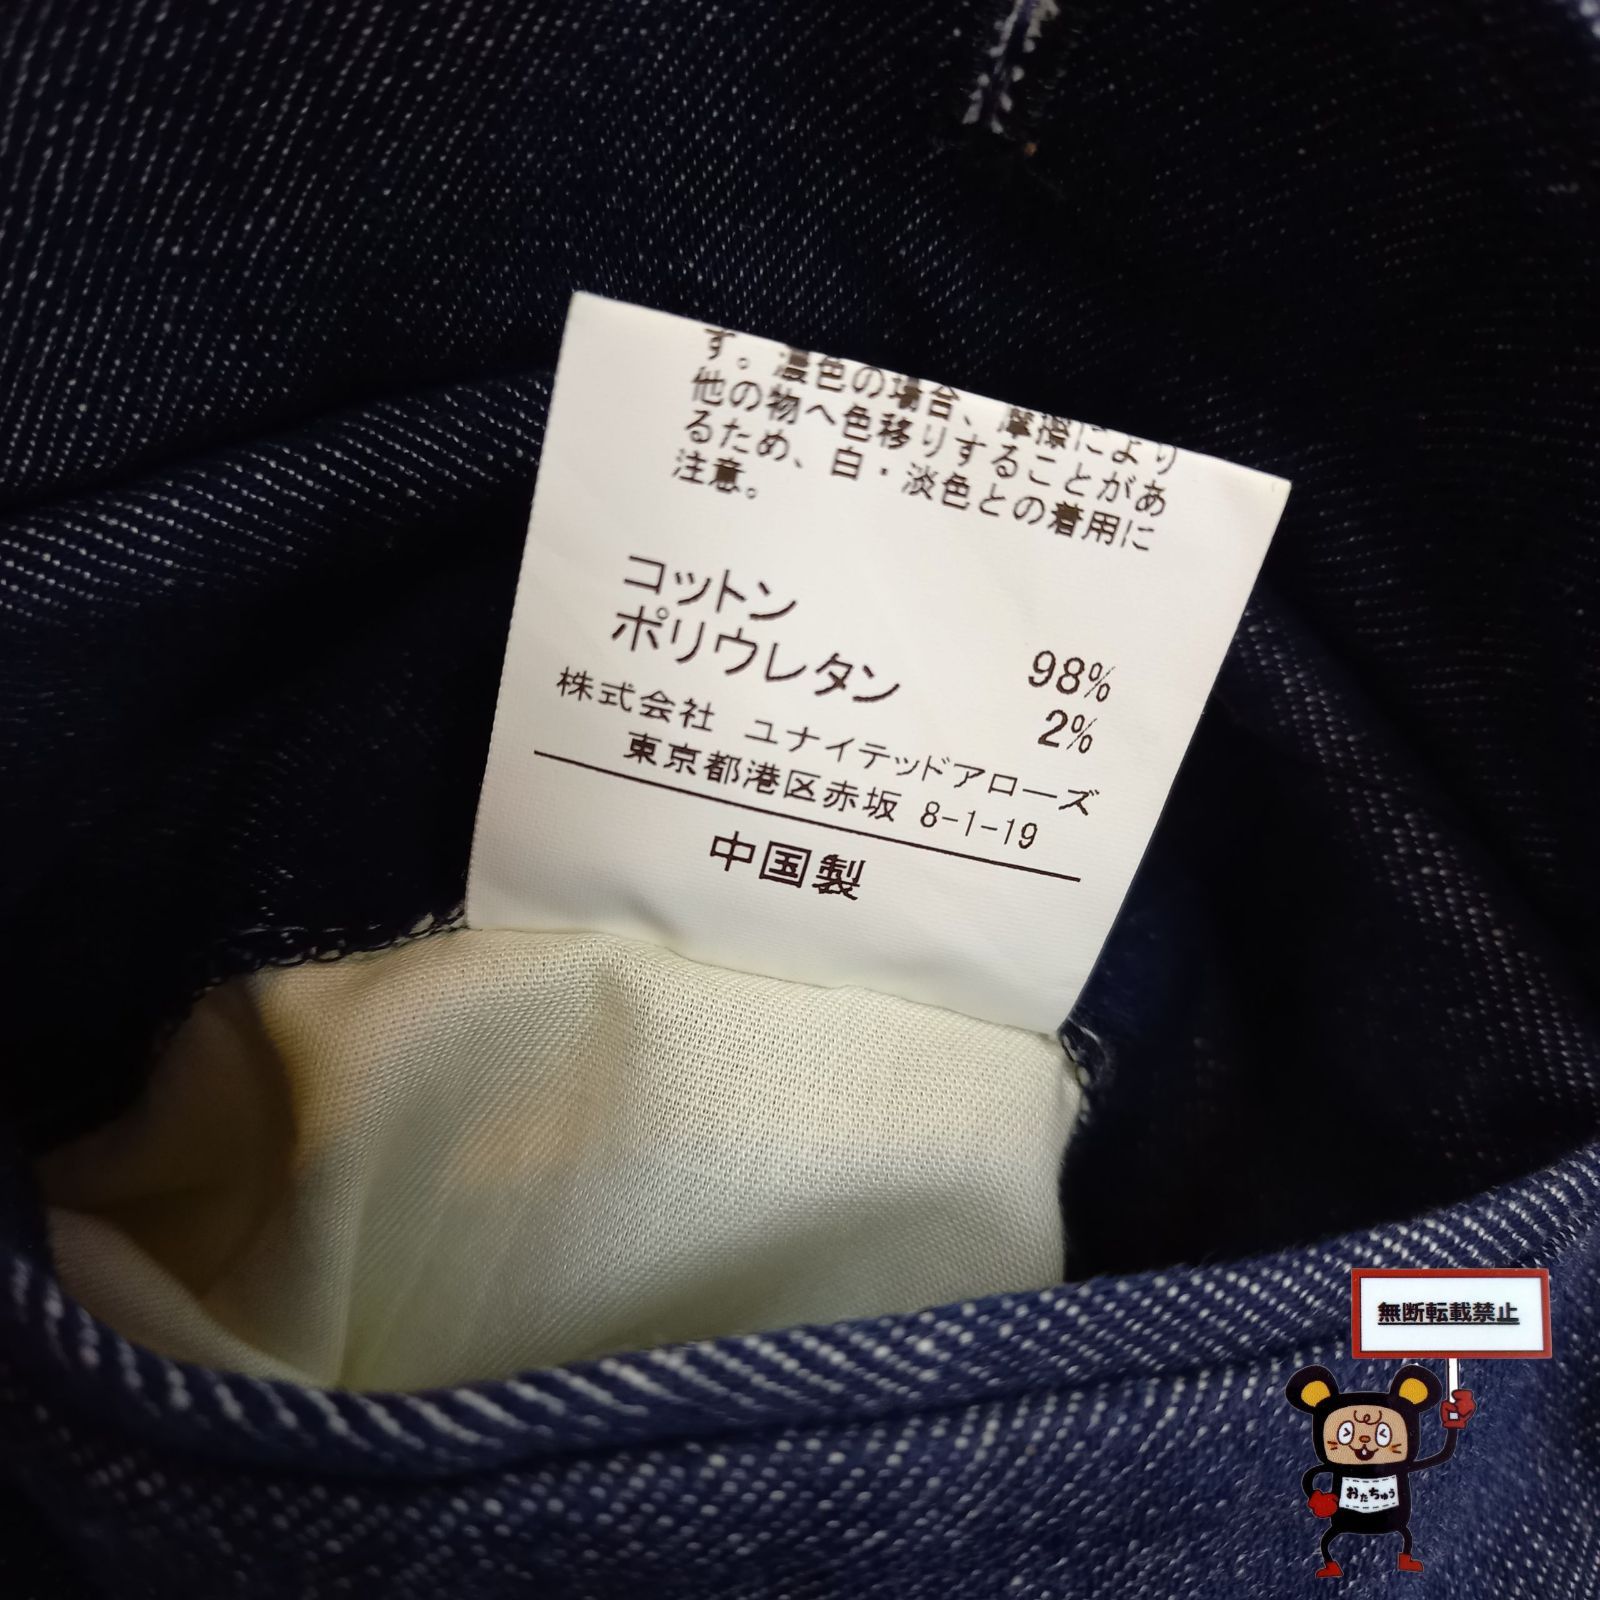 す。濃色の場合、摩擦により
他の物へ色移りすることがあ
るため、白・淡色との着用に
注意。
コットン 98%
ポリウレタン 2%
株式会社 ユナイテッドアローズ
東京都港区赤坂 8-1-19
中国製
無断転載禁止
おたちゅう